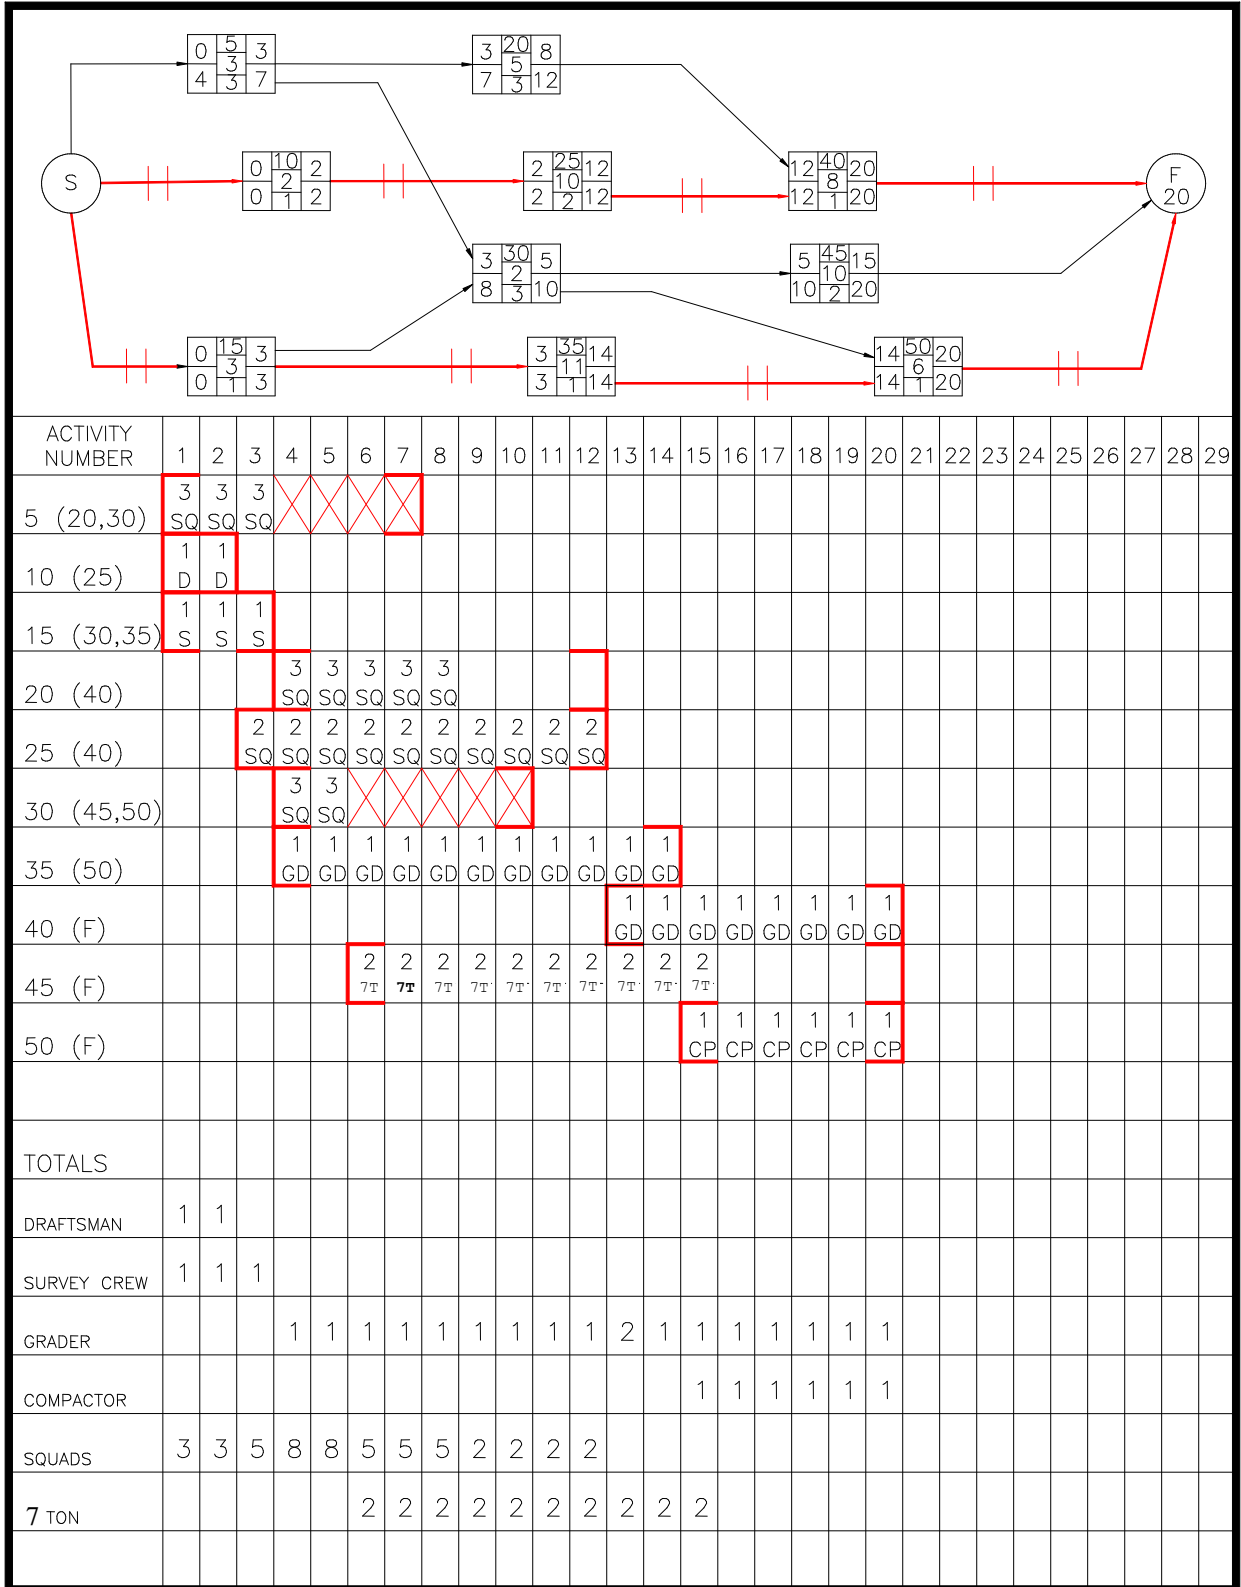 5
0 3 3
4 3 7
20
3 5 8
7 3 12
S
10
0 2 2
0 1 2
25
2 10 12
2 2 12
40
12 8 20
12 1 20
F
20
30
3 2 5
8 3 10
45
5 10 15
10 2 20
15
0 3 3
0 1 3
35
3 11 14
3 1 14
50
14 6 20
14 1 20
ACTIVITY
NUMBER 1 2 3 4 5 6 7 8 9 10 11 12 13 14 15 16 17 18 19 20 21 22 23 24 25 26 27 28 29
3 3 3
5 (20,30) SQ SQ SQ
1 1
10 (25) D D
1 1 1
15 (30,35) S S S
3 3 3 3 3
20 (40) SQ SQ SQ SQ SQ
2 2 2 2 2 2 2 2 2 2
25 (40) SQ SQ SQ SQ SQ SQ SQ SQ SQ SQ
3 3
30 (45,50) SQ SQ
1 1 1 1 1 1 1 1 1 1 1
35 (50) GD GD GD GD GD GD GD GD GD GD GD
1 1 1 1 1 1 1 1
40 (F) GD GD GD GD GD GD GD GD
2 2 2 2 2 2 2 2 2 2
45 (F) 7T 7T 7T 7T 7T 7T 7T 7T 7T 7T
1 1 1 1 1 1
50 (F) CP CP CP CP CP CP
TOTALS
DRAFTSMAN 1 1
SURVEY CREW 1 1 1
GRADER 1 1 1 1 1 1 1 1 1 2 1 1 1 1 1 1 1
COMPACTOR 1 1 1 1 1 1
SQUADS 3 3 5 8 8 5 5 5 2 2 2 2
7 TON 2 2 2 2 2 2 2 2 2 2